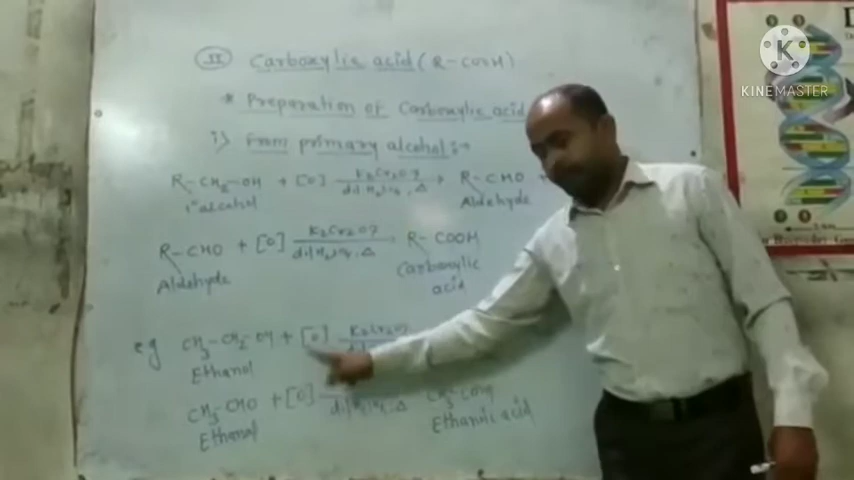 II Carboxylic acid (R-COOH)
* Preparation of Carboxylic acid
i) From primary alcohol:-
R-CH2-OH + [O] K2Cr2O7 dil H2SO4, Δ → R-CHO +
1° alcohol Aldehyde
R-CHO + [O] K2Cr2O7 dil H2SO4, Δ → R-COOH
Aldehyde Carboxylic acid
eg CH3-CH2-OH + [O] K2Cr2O7
Ethanol
CH3-CHO + [O] dil H2SO4, Δ CH3-COOH
Ethanal Ethanoic acid
KINEMASTER